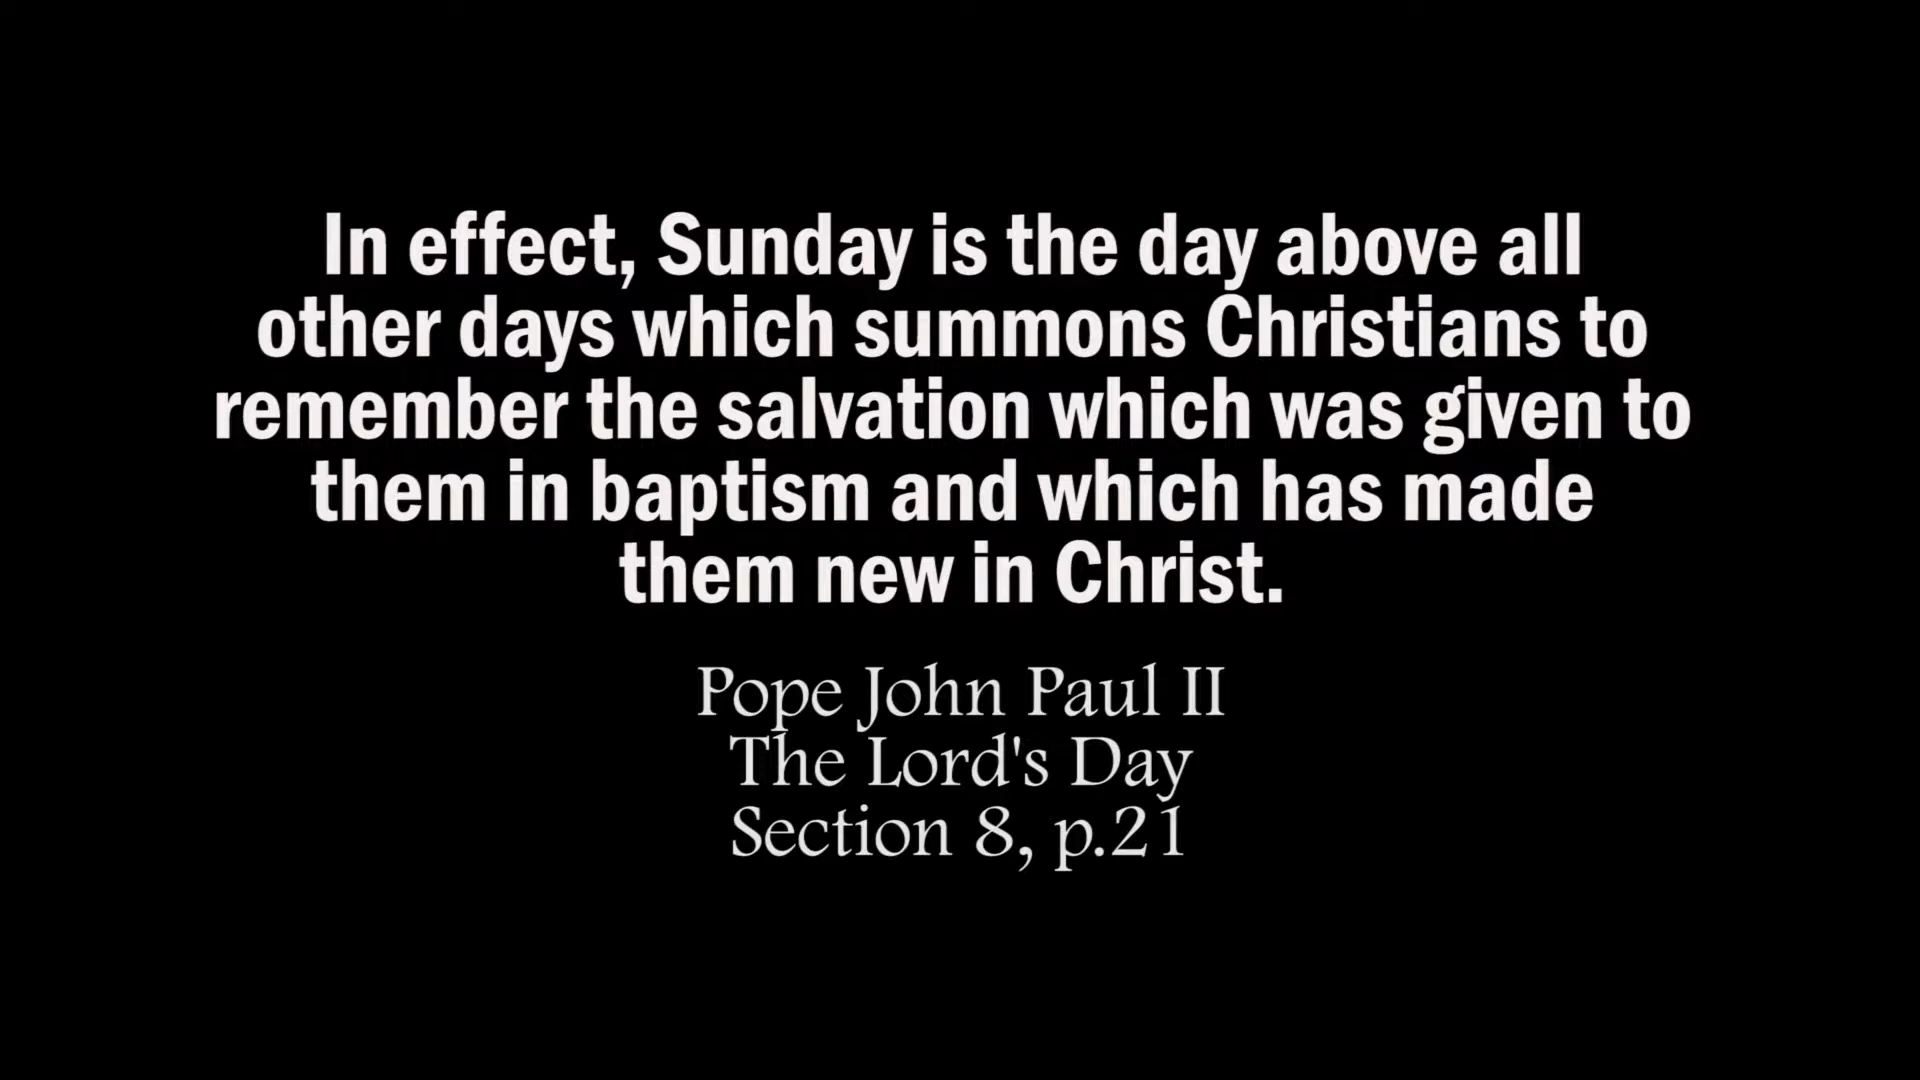 In effect, Sunday is the day above all
other days which summons Christians to
remember the salvation which was given to
them in baptism and which has made
them new in Christ.
Pope John Paul II
The Lord's Day
Section 8, p.21